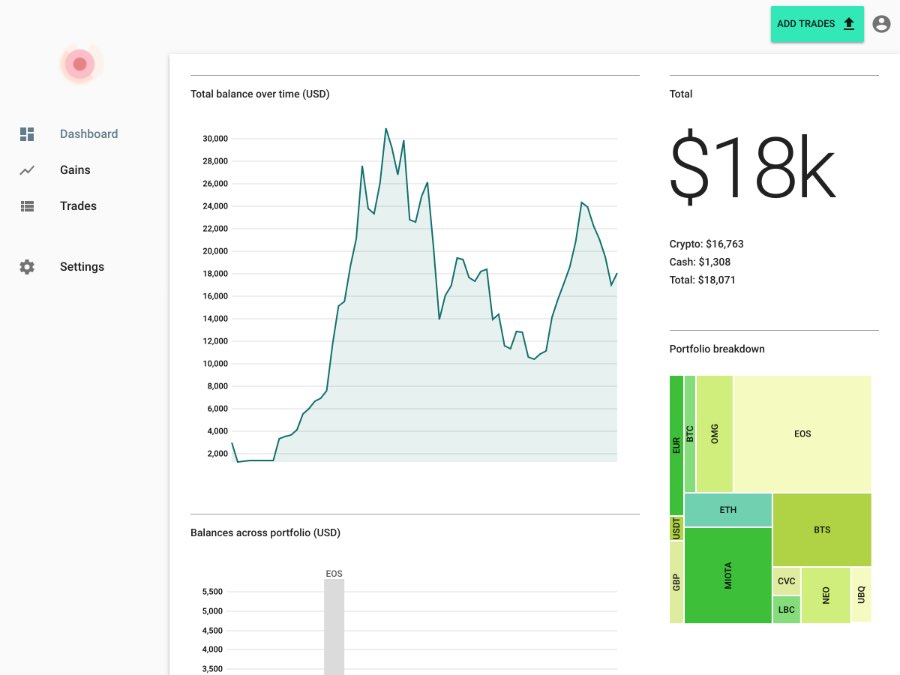 ADD TRADES
Dashboard
Gains
Trades
Settings
Total balance over time (USD)
30,000
28,000
26,000
24,000
22,000
20,000
18,000
16,000
14,000
12,000
10,000
8,000
6,000
4,000
2,000
Balances across portfolio (USD)
EOS
5,500
5,000
4,500
4,000
3,500
Total
$18k
Crypto: $16,763
Cash: $1,308
Total: $18,071
Portfolio breakdown
EUR
BTC
OMG
EOS
USDT
ETH
BTS
GBP
MIOTA
CVC
LBC
NEO
UBQ